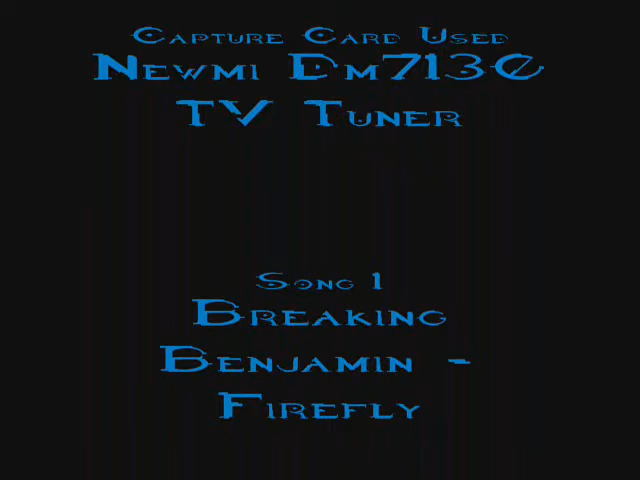 Capture Card Used
Newmi Dm713C
TV Tuner
Song 1
Breaking
Benjamin -
Firefly